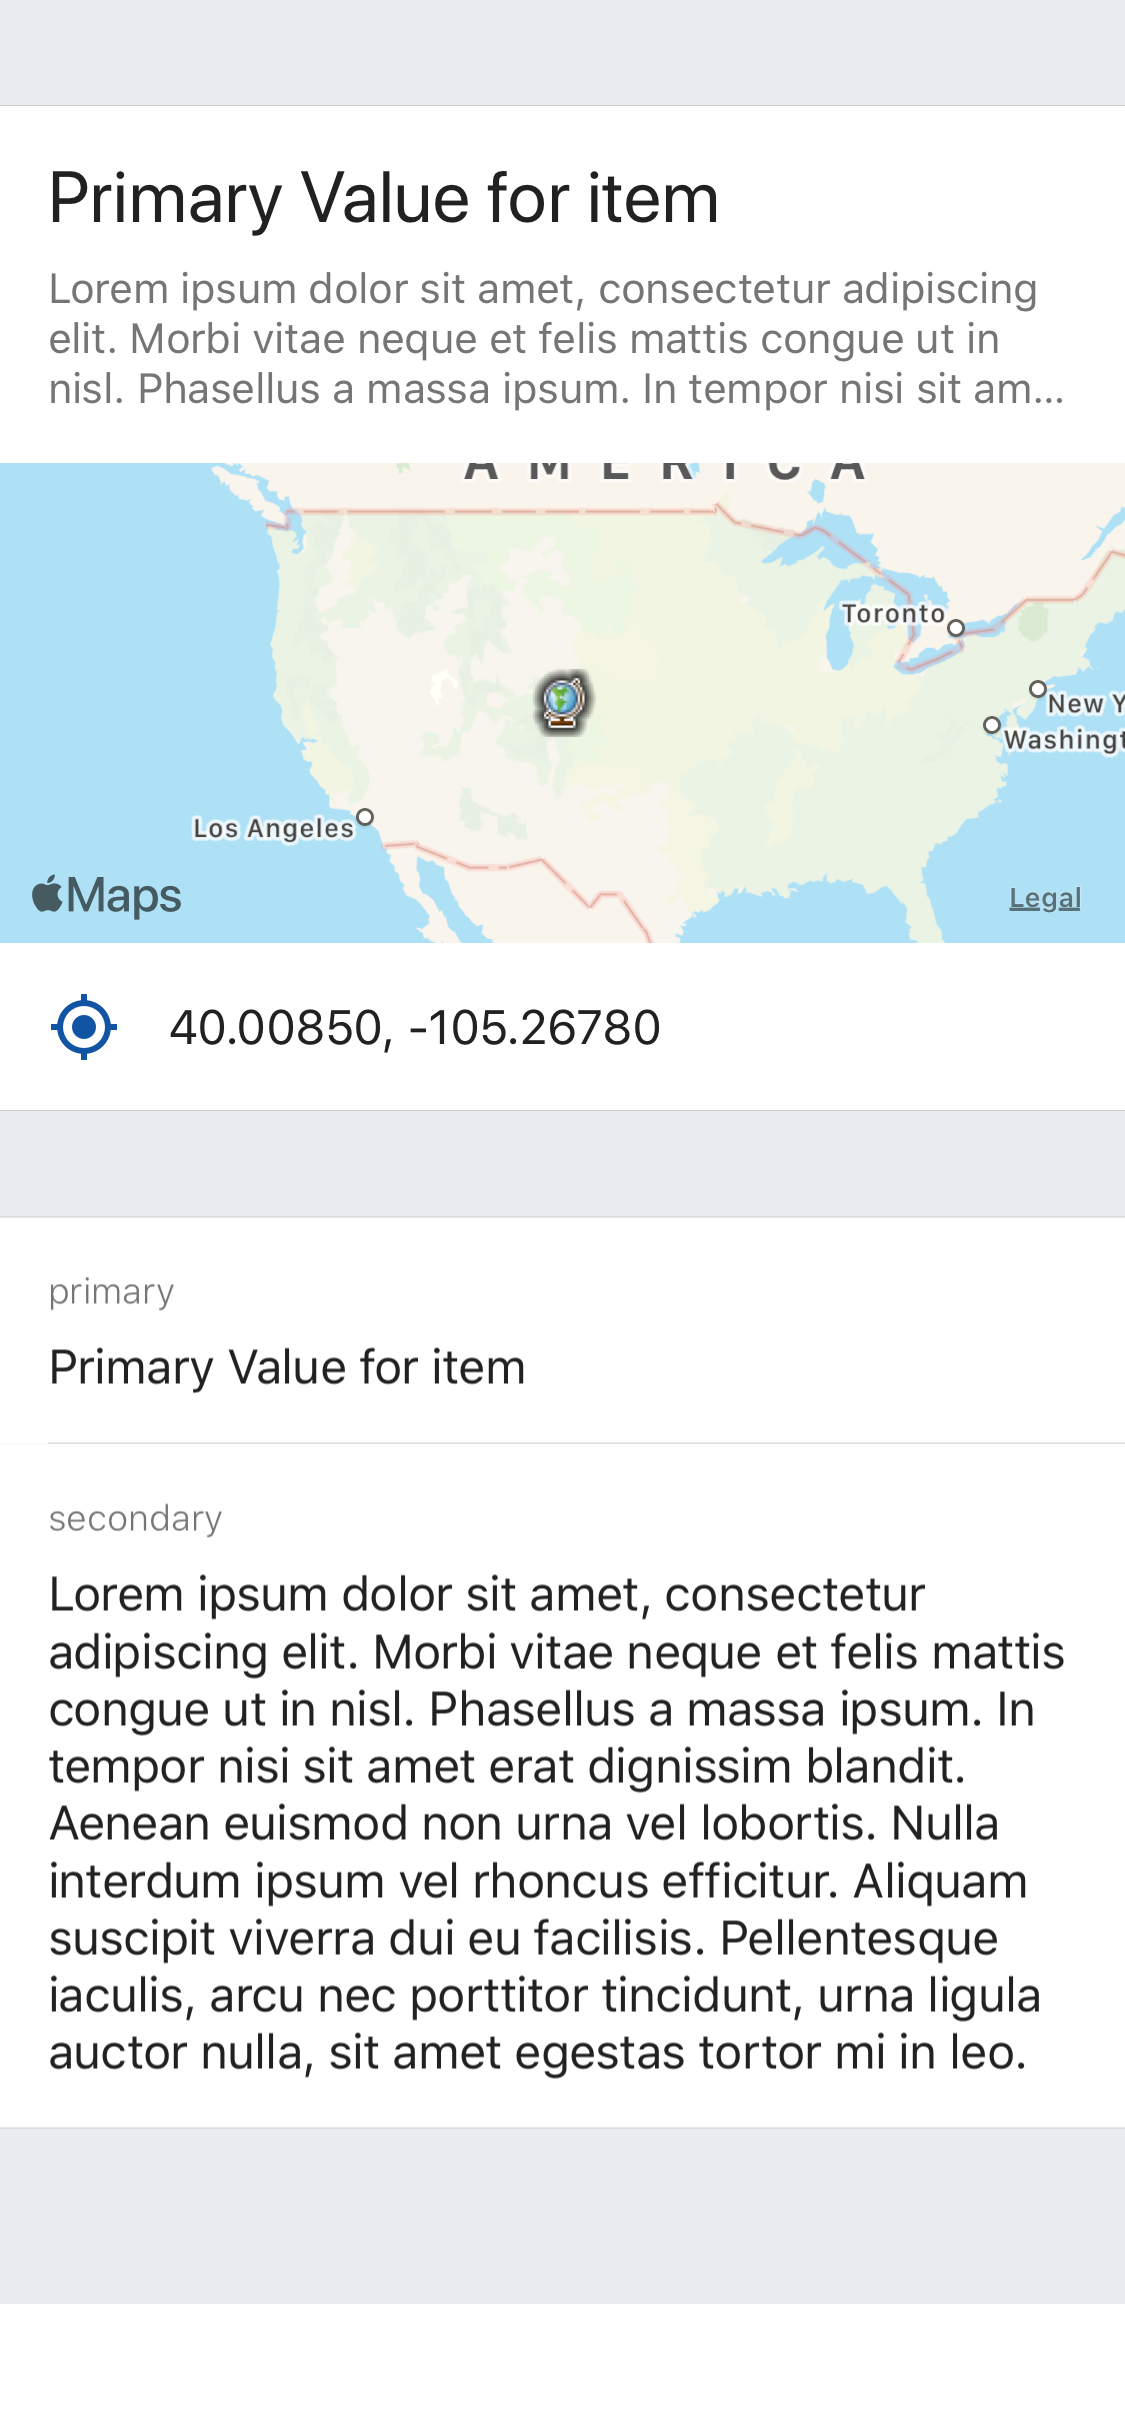 Primary Value for item
Lorem ipsum dolor sit amet, consectetur adipiscing
elit. Morbi vitae neque et felis mattis congue ut in
nisl. Phasellus a massa ipsum. In tempor nisi sit am...
AMERICA
Toronto
New Y
Washingt
Los Angeles
Maps
Legal
40.00850, -105.26780
primary
Primary Value for item
secondary
Lorem ipsum dolor sit amet, consectetur
adipiscing elit. Morbi vitae neque et felis mattis
congue ut in nisl. Phasellus a massa ipsum. In
tempor nisi sit amet erat dignissim blandit.
Aenean euismod non urna vel lobortis. Nulla
interdum ipsum vel rhoncus efficitur. Aliquam
suscipit viverra dui eu facilisis. Pellentesque
iaculis, arcu nec porttitor tincidunt, urna ligula
auctor nulla, sit amet egestas tortor mi in leo.